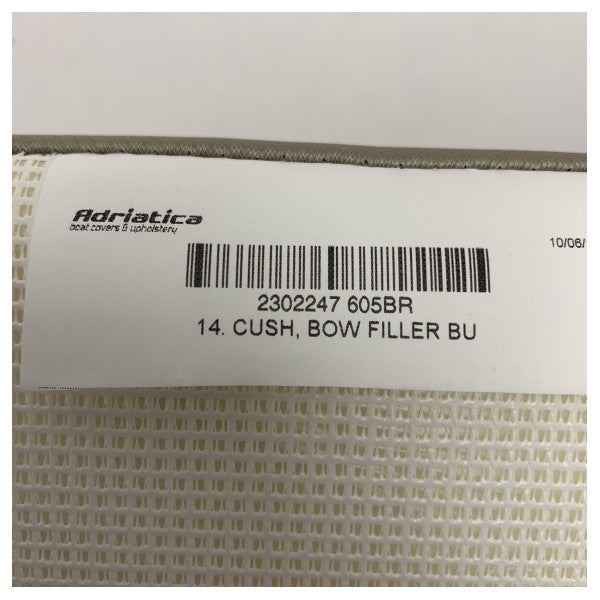 Adriatica
boat covers & upholstery
10/06/
2302247 605BR
14. CUSH, BOW FILLER BU